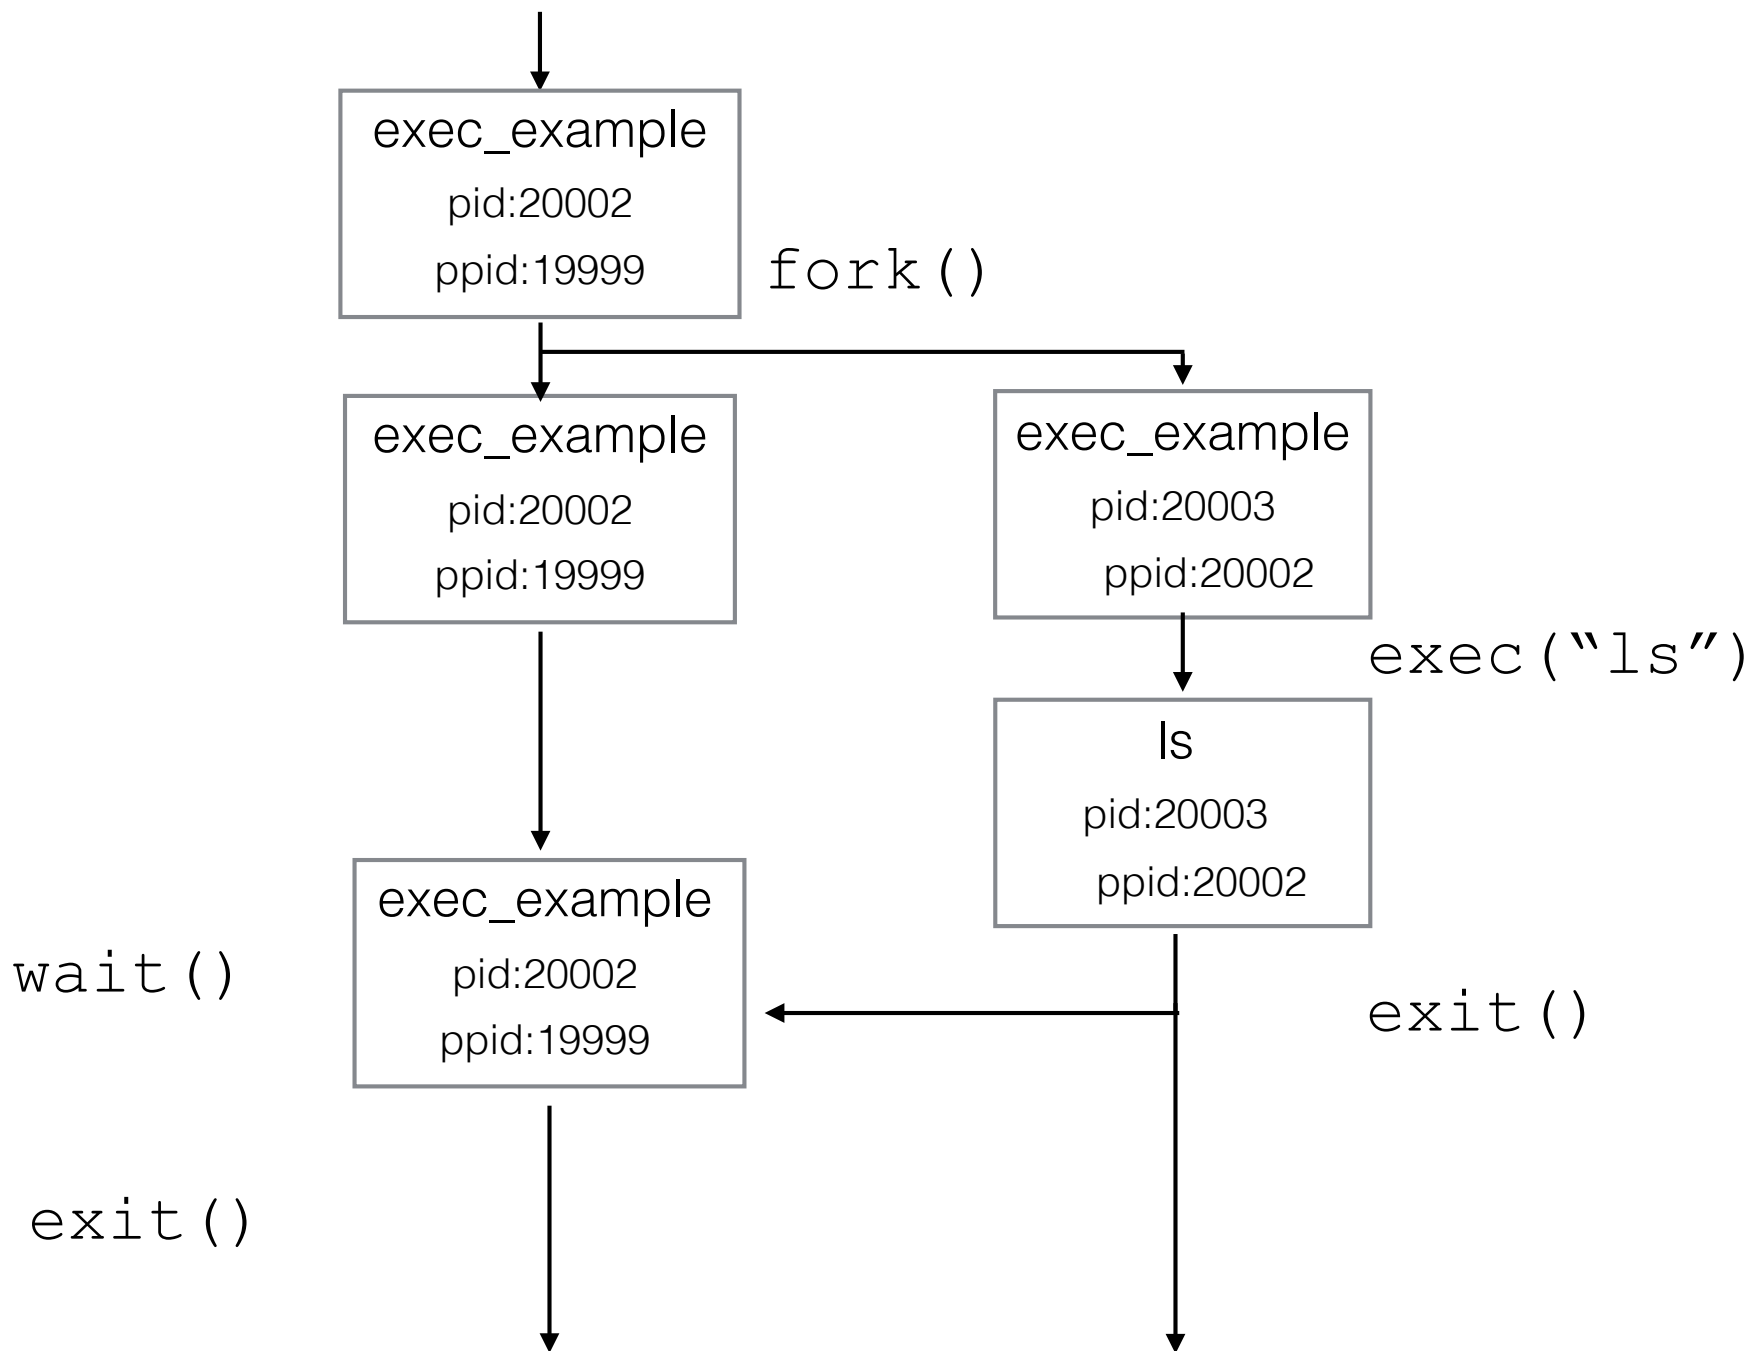 exec_example
pid:20002
ppid:19999
fork()
exec_example
pid:20002
ppid:19999
exec_example
pid:20003
ppid:20002
exec(“ls”)
ls
pid:20003
ppid:20002
exec_example
pid:20002
ppid:19999
wait()
exit()
exit()